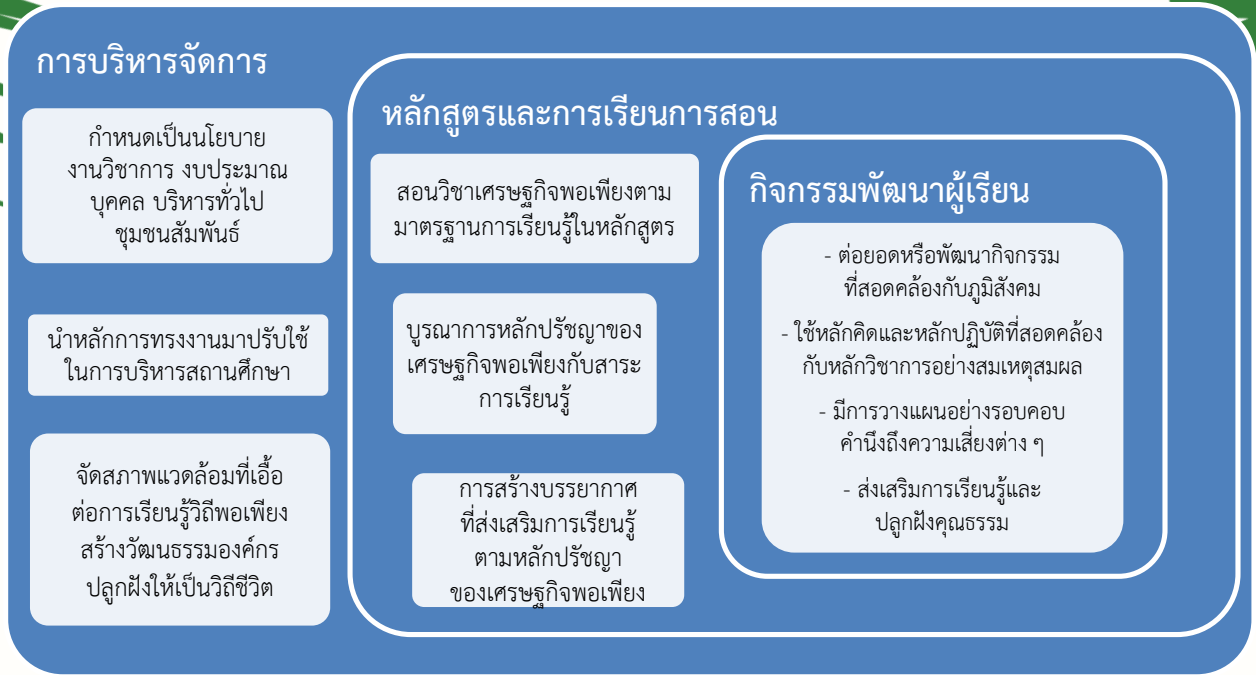 การบริหารจัดการ
กำหนดเป็นนโยบาย
งานวิชาการ งบประมาณ
บุคคล บริหารทั่วไป
ชุมชนสัมพันธ์
นำหลักการทรงงานมาปรับใช้
ในการบริหารสถานศึกษา
จัดสภาพแวดล้อมที่เอื้อ
ต่อการเรียนรู้วิถีพอเพียง
สร้างวัฒนธรรมองค์กร
ปลูกฝังให้เป็นวิถีชีวิต
หลักสูตรและการเรียนการสอน
สอนวิชาเศรษฐกิจพอเพียงตาม
มาตรฐานการเรียนรู้ในหลักสูตร
บูรณาการหลักปรัชญาของ
เศรษฐกิจพอเพียงกับสาระ
การเรียนรู้
การสร้างบรรยากาศ
ที่ส่งเสริมการเรียนรู้
ตามหลักปรัชญา
ของเศรษฐกิจพอเพียง
กิจกรรมพัฒนาผู้เรียน
- ต่อยอดหรือพัฒนากิจกรรม
ที่สอดคล้องกับภูมิสังคม
- ใช้หลักคิดและหลักปฏิบัติที่สอดคล้อง
กับหลักวิชาการอย่างสมเหตุสมผล
- มีการวางแผนอย่างรอบคอบ
คำนึงถึงความเสี่ยงต่าง ๆ
- ส่งเสริมการเรียนรู้และ
ปลูกฝังคุณธรรม